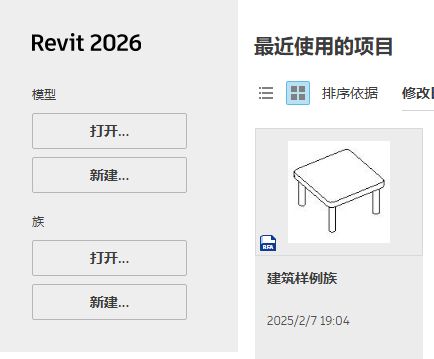 Revit 2026
模型
打开...
新建...
族
打开...
新建...
最近使用的项目
排序依据
修改
RFA
建筑样例族
2025/2/7 19:04